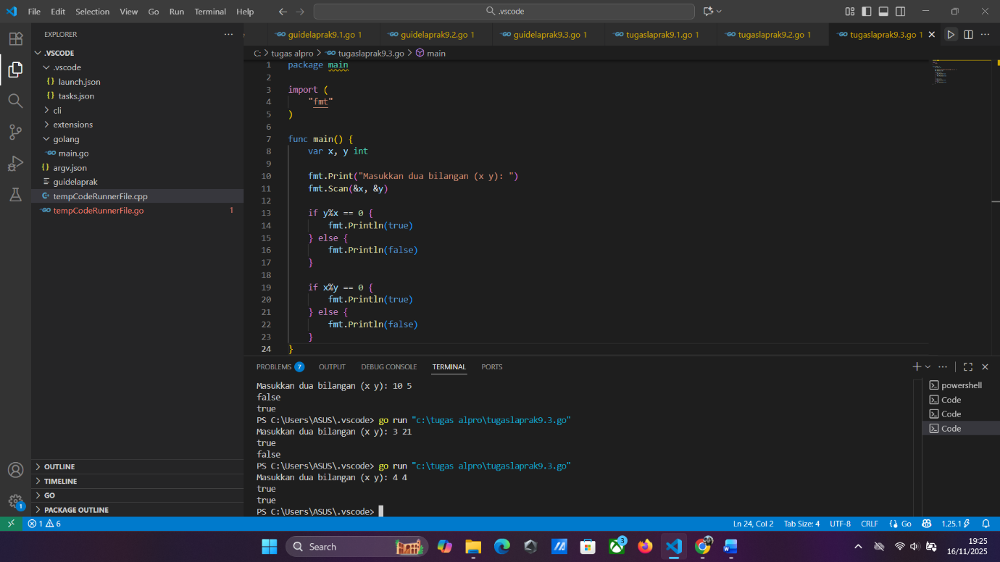 File Edit Selection View Go Run Terminal Help
.vscode
EXPLORER
.VSCODE
.vscode
launch.json
tasks.json
cli
extensions
golang
main.go
argv.json
guidelaprak
tempCodeRunnerFile.cpp
tempCodeRunnerFile.go 1
OUTLINE
TIMELINE
GO
PACKAGE OUTLINE
guidelaprak9.1.go 1 guidelaprak9.2.go 1 guidelaprak9.3.go 1 tugaslaprak9.1.go 1 tugaslaprak9.2.go 1 tugaslaprak9.3.go 1
C: > tugas alpro > tugaslaprak9.3.go > main
1 package main
2
3 import (
4 "fmt"
5 )
6
7 func main() {
8 var x, y int
9
10 fmt.Print("Masukkan dua bilangan (x y): ")
11 fmt.Scan(&x, &y)
12
13 if y%x == 0 {
14 fmt.Println(true)
15 } else {
16 fmt.Println(false)
17 }
18
19 if x%y == 0 {
20 fmt.Println(true)
21 } else {
22 fmt.Println(false)
23 }
24 }
PROBLEMS 7 OUTPUT DEBUG CONSOLE TERMINAL PORTS
Masukkan dua bilangan (x y): 10 5
false
true
PS C:\Users\ASUS\.vscode> go run "c:\tugas alpro\tugaslaprak9.3.go"
Masukkan dua bilangan (x y): 3 21
true
false
PS C:\Users\ASUS\.vscode> go run "c:\tugas alpro\tugaslaprak9.3.go"
Masukkan dua bilangan (x y): 4 4
true
true
PS C:\Users\ASUS\.vscode>
powershell
Code
Code
Code
1
1 6 Ln 24, Col 2 Tab Size: 4 UTF-8 CRLF Go 1.25.1
Search
3
19:25
16/11/2025